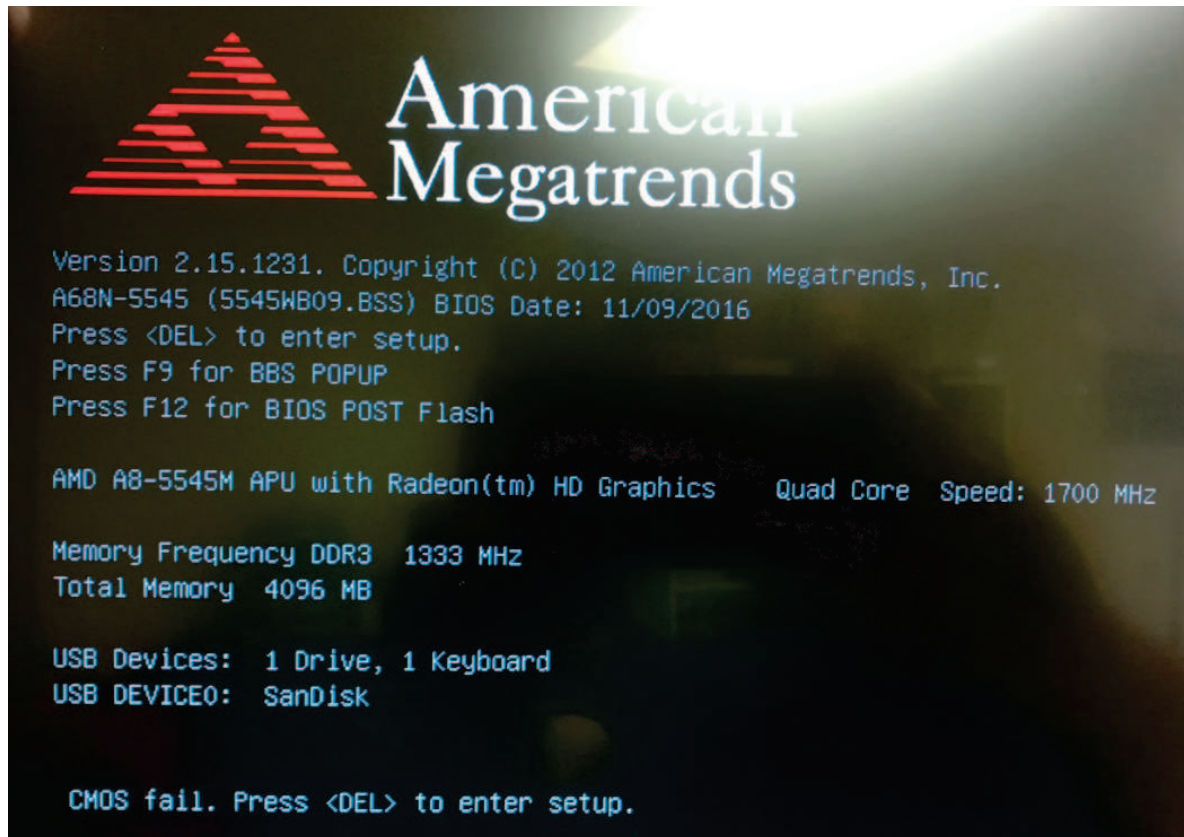 American
Megatrends
Version 2.15.1231. Copyright (C) 2012 American Megatrends, Inc.
A68N-5545 (5545WB09.BSS) BIOS Date: 11/09/2016
Press <DEL> to enter setup.
Press F9 for BBS POPUP
Press F12 for BIOS POST Flash
AMD A8-5545M APU with Radeon(tm) HD Graphics Quad Core Speed: 1700 MHz
Memory Frequency DDR3 1333 MHz
Total Memory 4096 MB
USB Devices: 1 Drive, 1 Keyboard
USB DEVICE0: SanDisk
CMOS fail. Press <DEL> to enter setup.